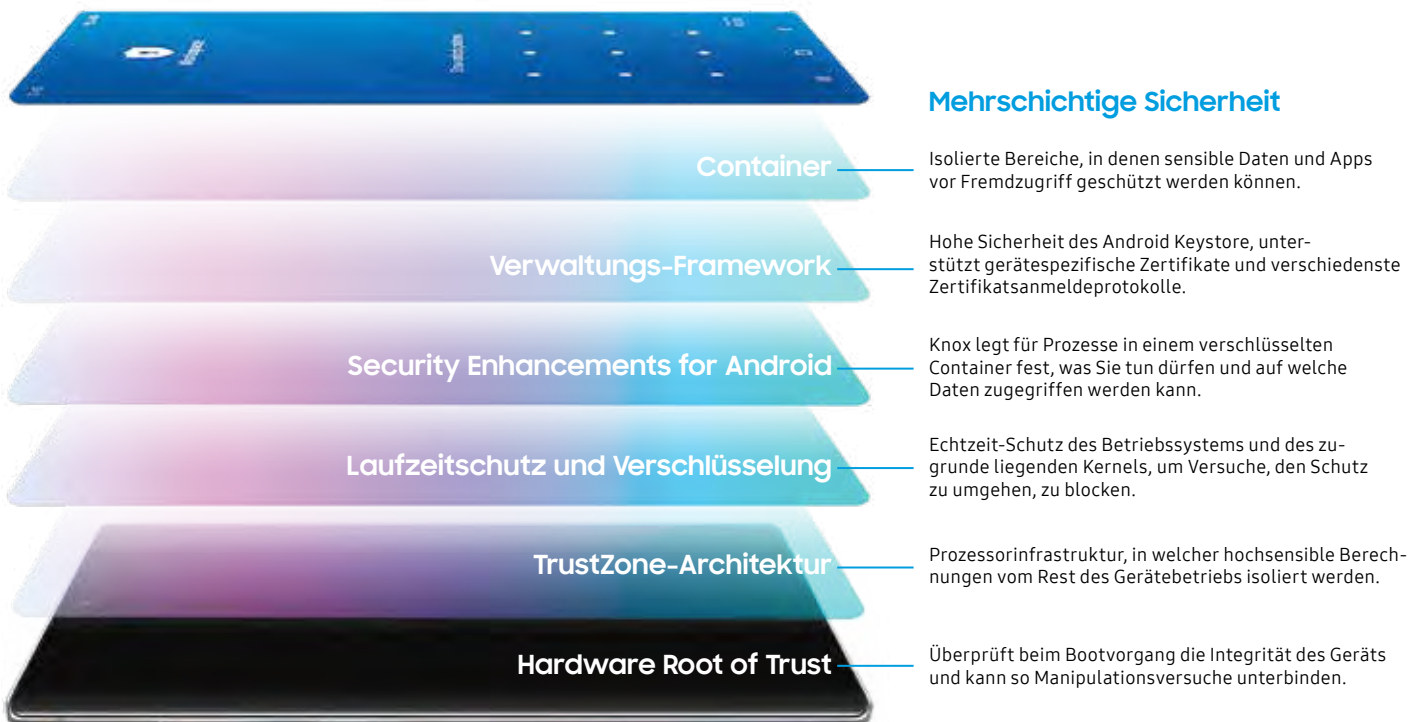 Mehrschichtige Sicherheit
Container
Isolierte Bereiche, in denen sensible Daten und Apps
vor Fremdzugriff geschützt werden können.
Verwaltungs-Framework
Hohe Sicherheit des Android Keystore, unter-
stützt gerätespezifische Zertifikate und verschiedenste
Zertifikatsanmeldeprotokolle.
Security Enhancements for Android
Knox legt für Prozesse in einem verschlüsselten
Container fest, was Sie tun dürfen und auf welche
Daten zugegriffen werden kann.
Laufzeitschutz und Verschlüsselung
Echtzeit-Schutz des Betriebssystems und des zu-
grunde liegenden Kernels, um Versuche, den Schutz
zu umgehen, zu blocken.
TrustZone-Architektur
Prozessorinfrastruktur, in welcher hochsensible Berech-
nungen vom Rest des Gerätebetriebs isoliert werden.
Hardware Root of Trust
Überprüft beim Bootvorgang die Integrität des Geräts
und kann so Manipulationsversuche unterbinden.